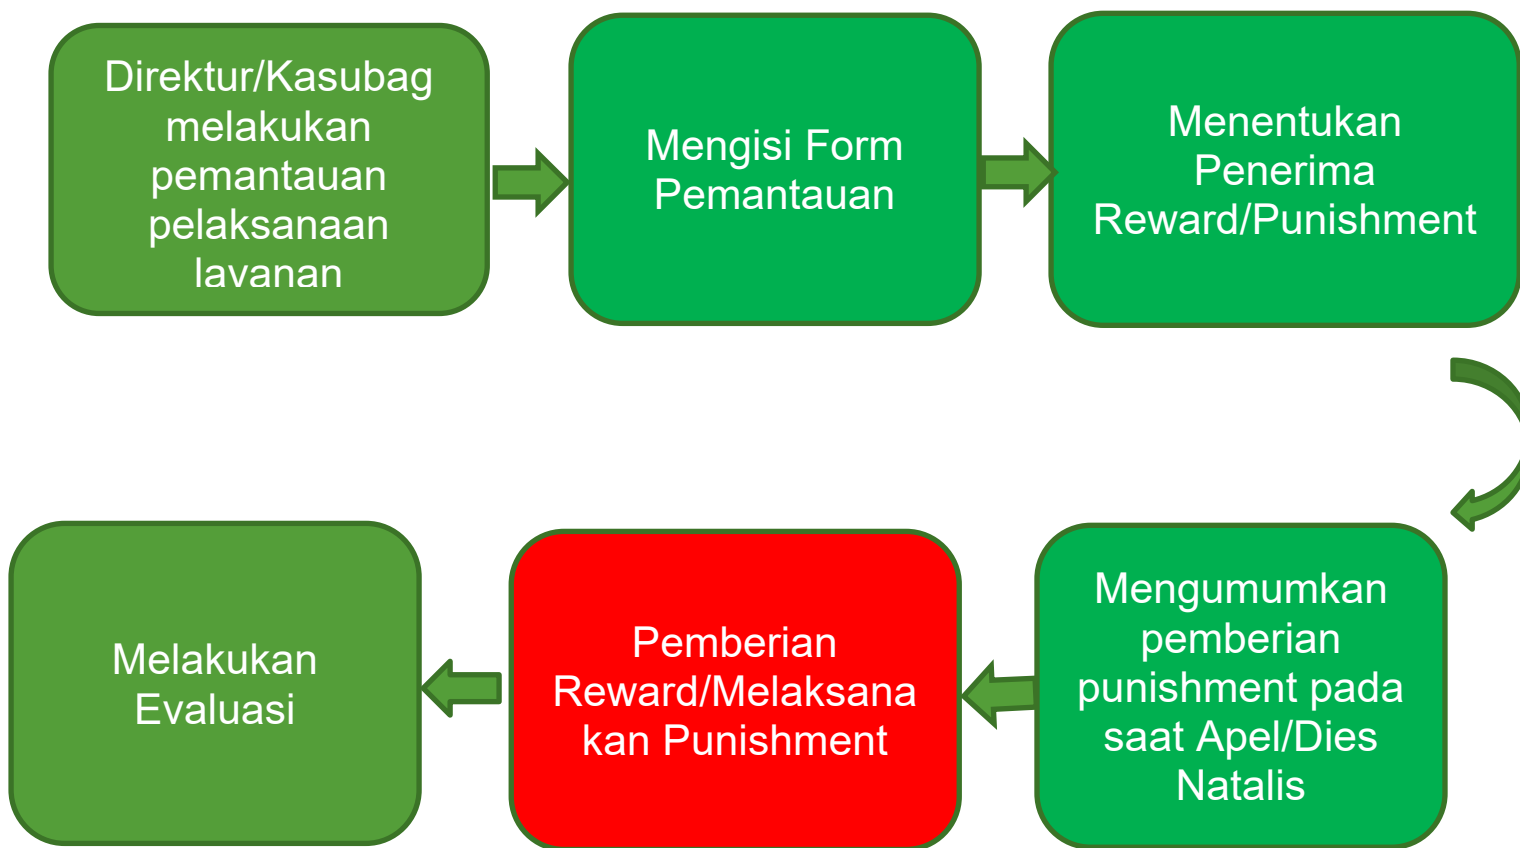 Direktur/Kasubag
melakukan
pemantauan
pelaksanaan
layanan
Mengisi Form
Pemantauan
Menentukan
Penerima
Reward/Punishment
Mengumumkan
pemberian
punishment pada
saat Apel/Dies
Natalis
Pemberian
Reward/Melaksana
kan Punishment
Melakukan
Evaluasi